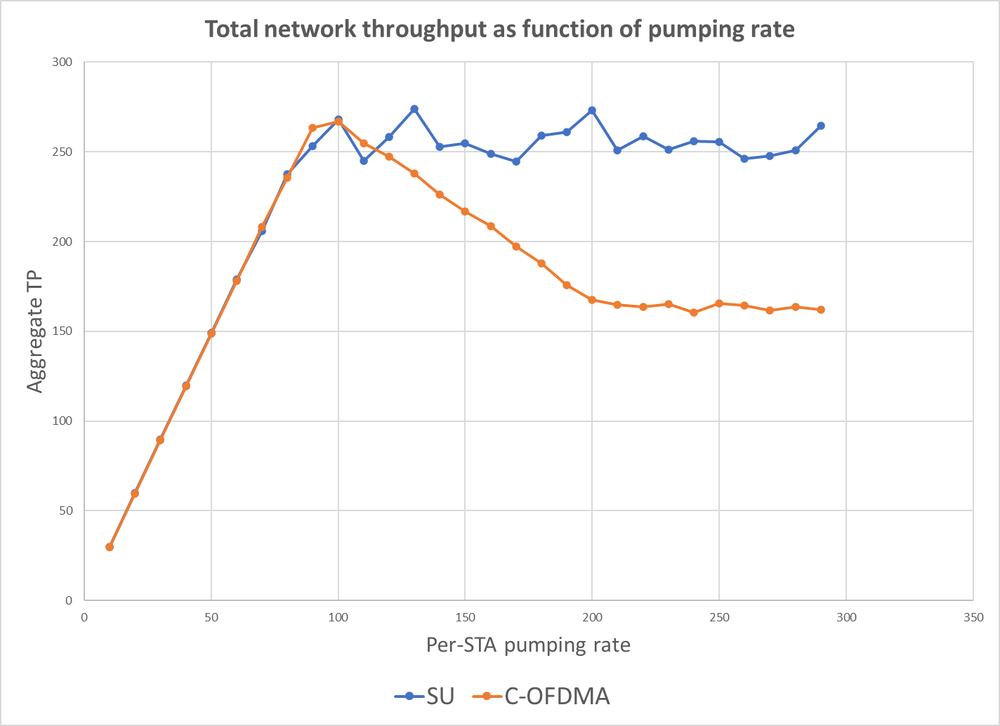 Total network throughput as function of pumping rate
300
250
200
150
100
50
0
Aggregate TP
0 50 100 150 200 250 300 350
Per-STA pumping rate
SU C-OFDMA